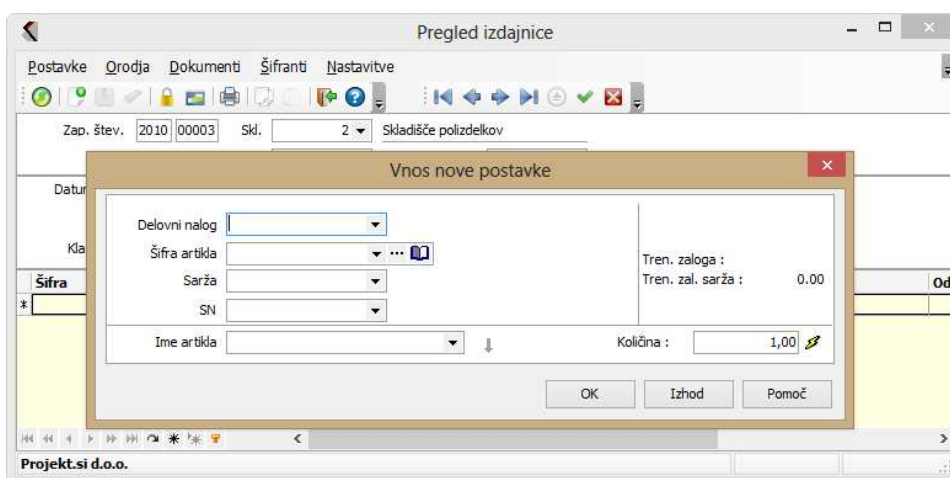 Pregled izdajnice
Postavke Orodja Dokumenti Šifranti Nastavitve
Zap. štev. 2010 00003 Skl. 2 Skladišče polizdelkov
Vnos nove postavke
Datum
Delovni nalog
Kla
Šifra artikla
Tren. zaloga :
Šifra
Sarža
Tren. zal. sarža : 0.00
Od
SN
Ime artikla
Količina : 1,00
OK Izhod Pomoč
Projekt.si d.o.o.